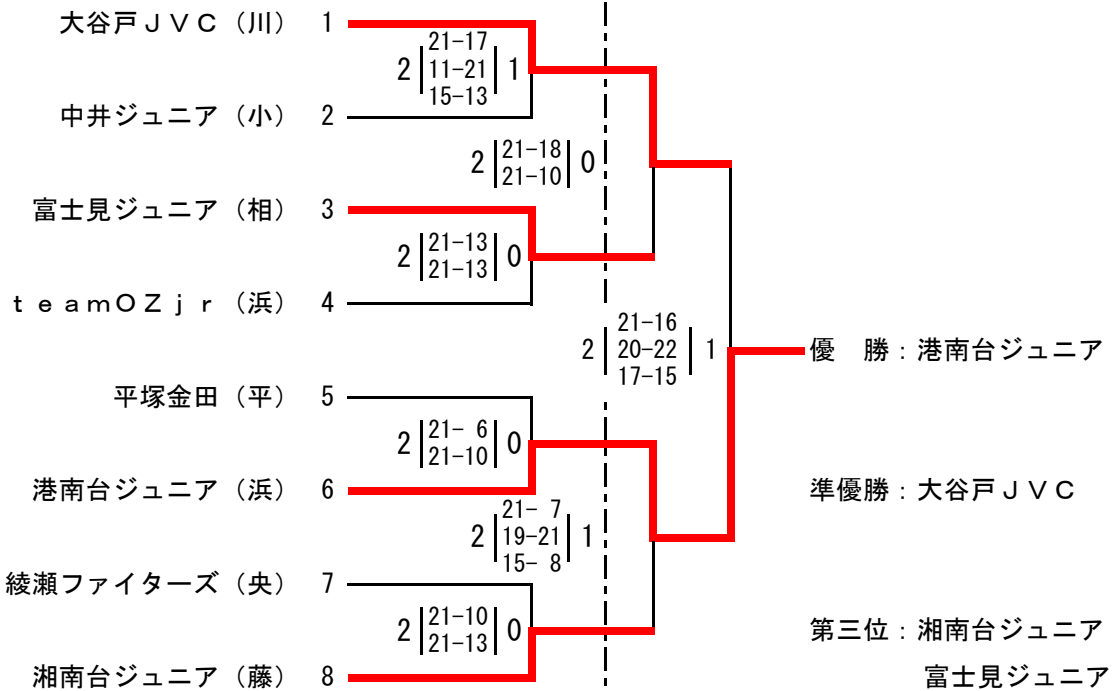 大谷戸ＪＶＣ（川） 1
2 21-17 1
11-21
15-13
中井ジュニア（小） 2
2 21-18 0
21-10
富士見ジュニア（相） 3
2 21-13 0
21-13
ｔｅａｍＯＺｊｒ（浜） 4
2 21-16 1
20-22
17-15
優　勝：港南台ジュニア
平塚金田（平） 5
2 21- 6 0
21-10
港南台ジュニア（浜） 6
準優勝：大谷戸ＪＶＣ
2 21- 7 1
19-21
15- 8
綾瀬ファイターズ（央） 7
2 21-10 0
21-13
第三位：湘南台ジュニア
湘南台ジュニア（藤） 8
富士見ジュニア